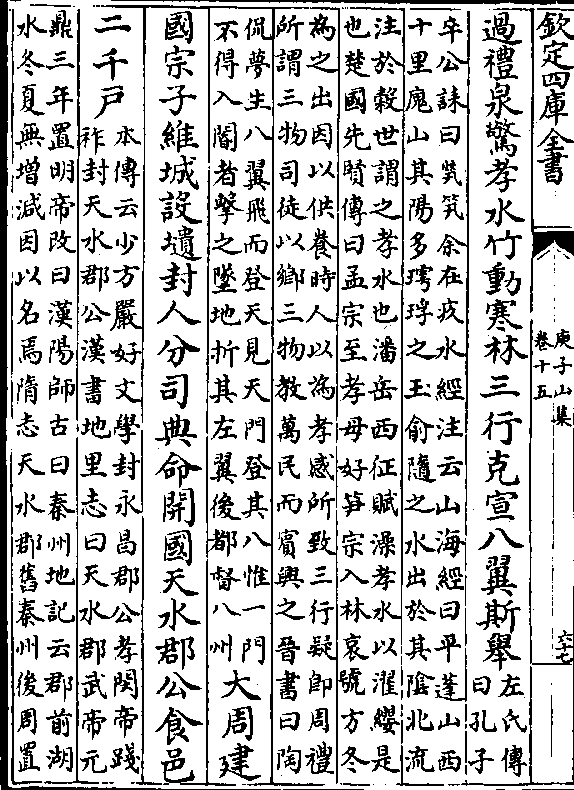 欽定四庫全書
庚子山集
卷十五
六十七
過禮泉驚孝水竹動寒林三行克宣八翼斯舉
左氏傳
曰孔子
卒公誄曰煢煢余在疚水經注云山海經曰平蓬山西
十里廆山其陽多㻬琈之玉俞隨之水出於其陰北流
注於穀世謂之孝水也潘岳西征賦澡孝水以濯纓是
也楚國先賢傳曰孟宗至孝母好笋宗入林哀號方冬
為之出因以供養時人以為孝感所致三行疑即周禮
所謂三物司徒以鄉三物教萬民而賓興之晉書曰陶
侃夢生八翼飛而登天見天門登其八惟一門
不得入閽者擊之墜地折其左翼後都督八州
大周建
國宗子維城設壝封人分司典命開國天水郡公食邑
二千戶
本傳云少方嚴好文學封永昌郡公孝閔帝踐
祚封天水郡公漢書地里志曰天水郡武帝元
鼎三年置明帝改曰漢陽師古曰秦州地記云郡前湖
水冬夏無增減因以名焉隋志天水郡舊秦州後周置